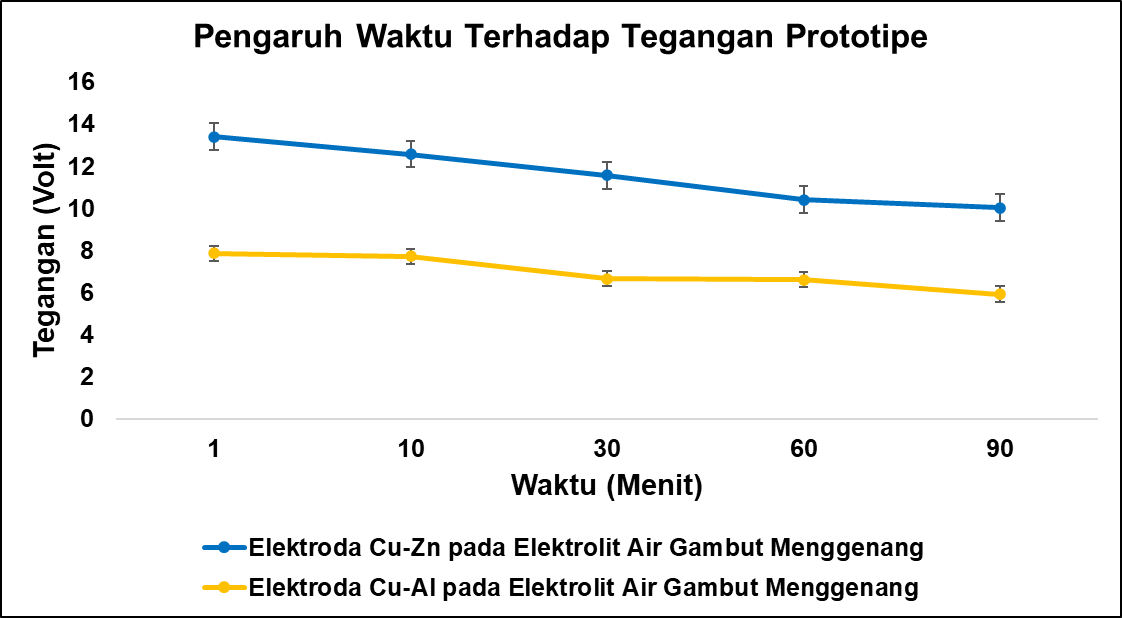 Pengaruh Waktu Terhadap Tegangan Prototipe
Tegangan (Volt)
16
14
12
10
8
6
4
2
0
1 10 30 60 90
Waktu (Menit)
Elektroda Cu-Zn pada Elektrolit Air Gambut Menggenang
Elektroda Cu-Al pada Elektrolit Air Gambut Menggenang